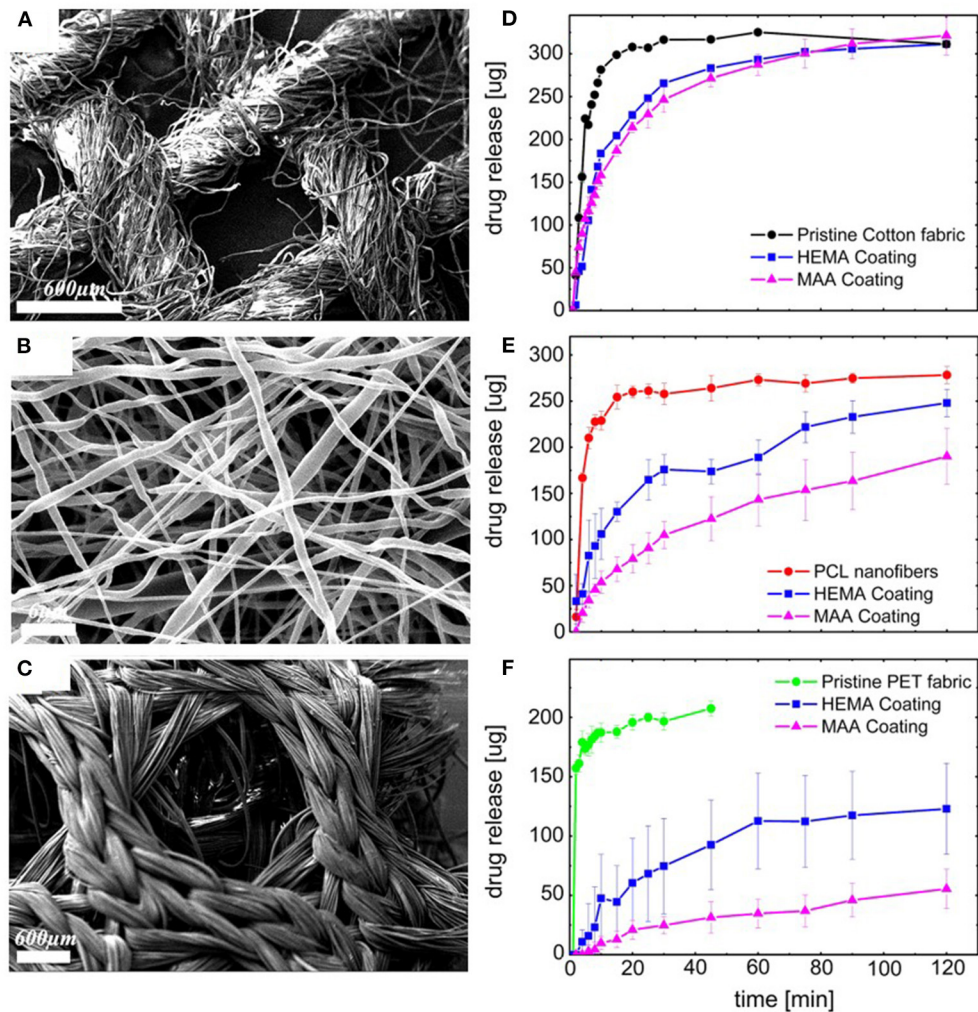 A
600µm
B
6µm
C
600µm
D
drug release [ug]
300
250
200
150
100
50
0
Pristine Cotton fabric
HEMA Coating
MAA Coating
E
drug release [ug]
300
250
200
150
100
50
0
PCL nanofibers
HEMA Coating
MAA Coating
F
drug release [ug]
200
150
100
50
0
Pristine PET fabric
HEMA Coating
MAA Coating
0 20 40 60 80 100 120
time [min]